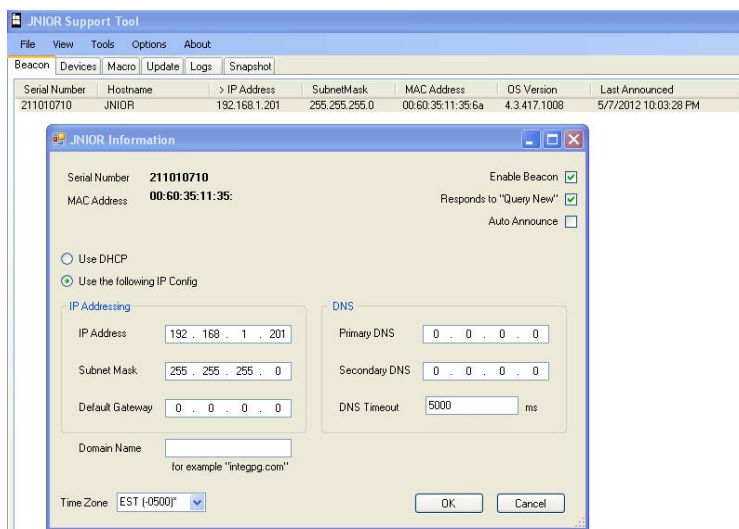 JNIOR Support Tool
File View Tools Options About
Beacon Devices Macro Update Logs Snapshot
Serial Number Hostname > IP Address SubnetMask MAC Address OS Version Last Announced
211010710 JNIOR 192.168.1.201 255.255.255.0 00:60:35:11:35:6a 4.3.417.1008 5/7/2012 10:03:28 PM
JNIOR Information
Serial Number 211010710 Enable Beacon
MAC Address 00:60:35:11:35: Responds to "Query New"
Auto Announce
Use DHCP
Use the following IP Config
IP Addressing DNS
IP Address 192 . 168 . 1 . 201 Primary DNS 0 . 0 . 0 . 0
Subnet Mask 255 . 255 . 255 . 0 Secondary DNS 0 . 0 . 0 . 0
Default Gateway 0 . 0 . 0 . 0 DNS Timeout 5000 ms
Domain Name
for example "integpg.com"
Time Zone EST (-0500)* OK Cancel